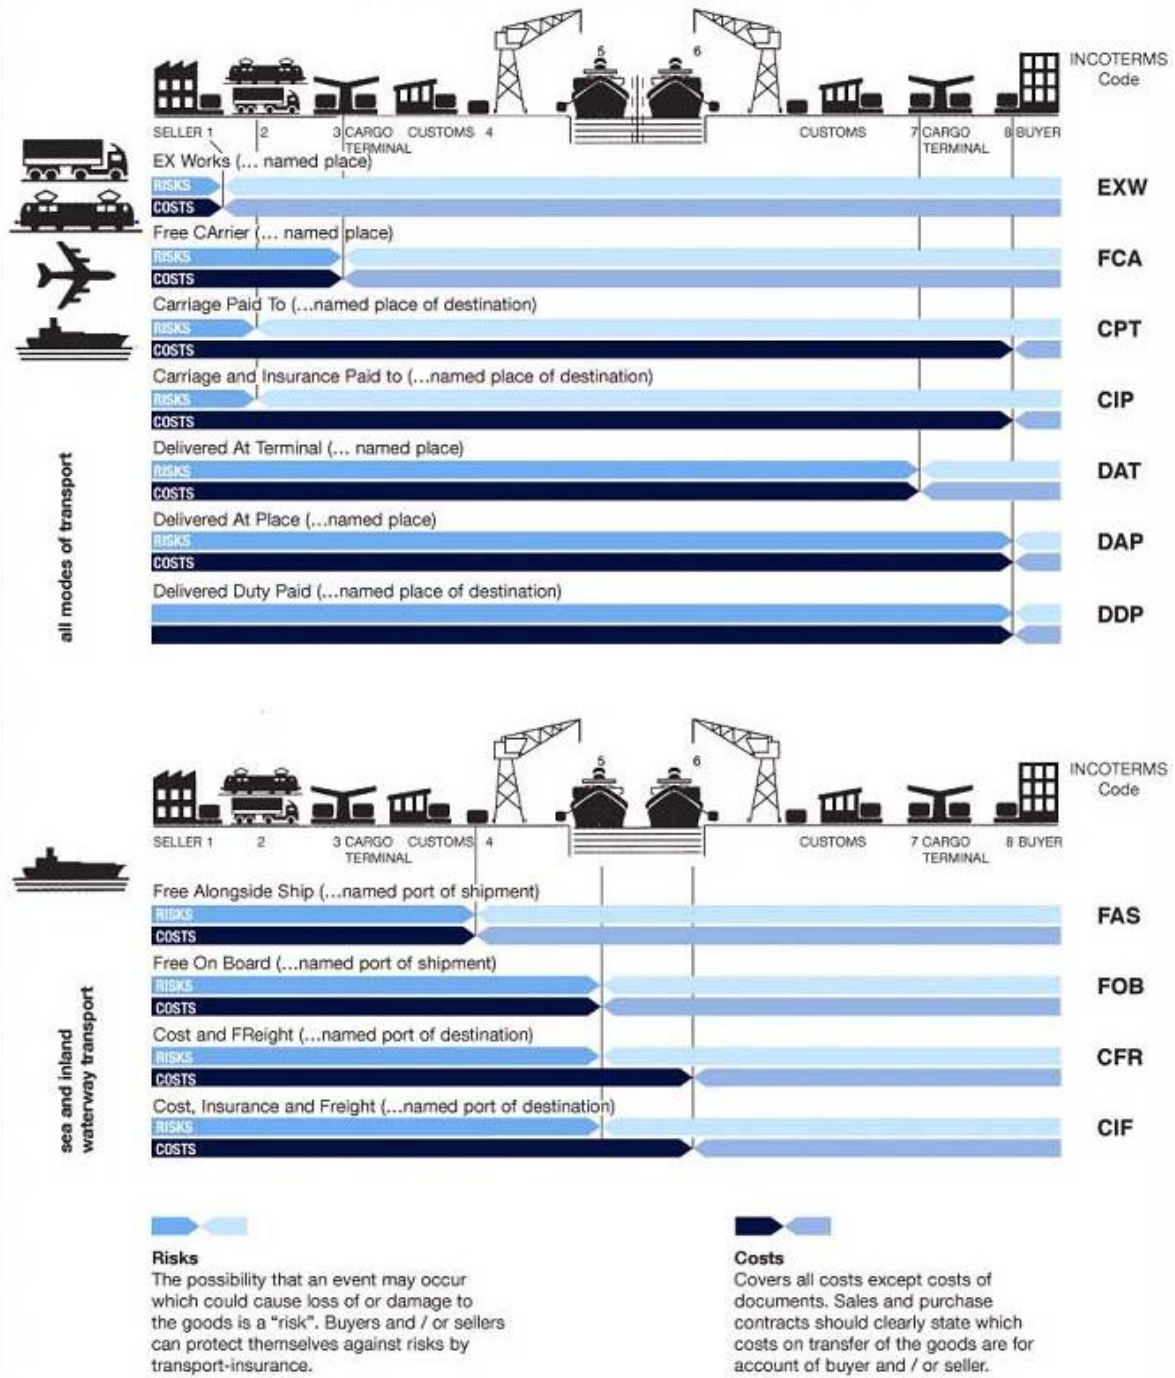 5 6
INCOTERMS
Code
SELLER 1 2 3 CARGO TERMINAL CUSTOMS 4 CUSTOMS 7 CARGO TERMINAL 8 BUYER
EX Works (... named place)
RISKS
COSTS
EXW
Free CArrier (... named place)
RISKS
COSTS
FCA
Carriage Paid To (...named place of destination)
RISKS
COSTS
CPT
Carriage and Insurance Paid to (...named place of destination)
RISKS
COSTS
CIP
Delivered At Terminal (... named place)
RISKS
COSTS
DAT
Delivered At Place (...named place)
RISKS
COSTS
DAP
Delivered Duty Paid (...named place of destination)
DDP
all modes of transport
5 6
INCOTERMS
Code
SELLER 1 2 3 CARGO TERMINAL CUSTOMS 4 CUSTOMS 7 CARGO TERMINAL 8 BUYER
Free Alongside Ship (...named port of shipment)
RISKS
COSTS
FAS
Free On Board (...named port of shipment)
RISKS
COSTS
FOB
Cost and FReight (...named port of destination)
RISKS
COSTS
CFR
Cost, Insurance and Freight (...named port of destination)
RISKS
COSTS
CIF
sea and inland
waterway transport
Risks
The possibility that an event may occur
which could cause loss of or damage to
the goods is a “risk”. Buyers and / or sellers
can protect themselves against risks by
transport-insurance.
Costs
Covers all costs except costs of
documents. Sales and purchase
contracts should clearly state which
costs on transfer of the goods are for
account of buyer and / or seller.